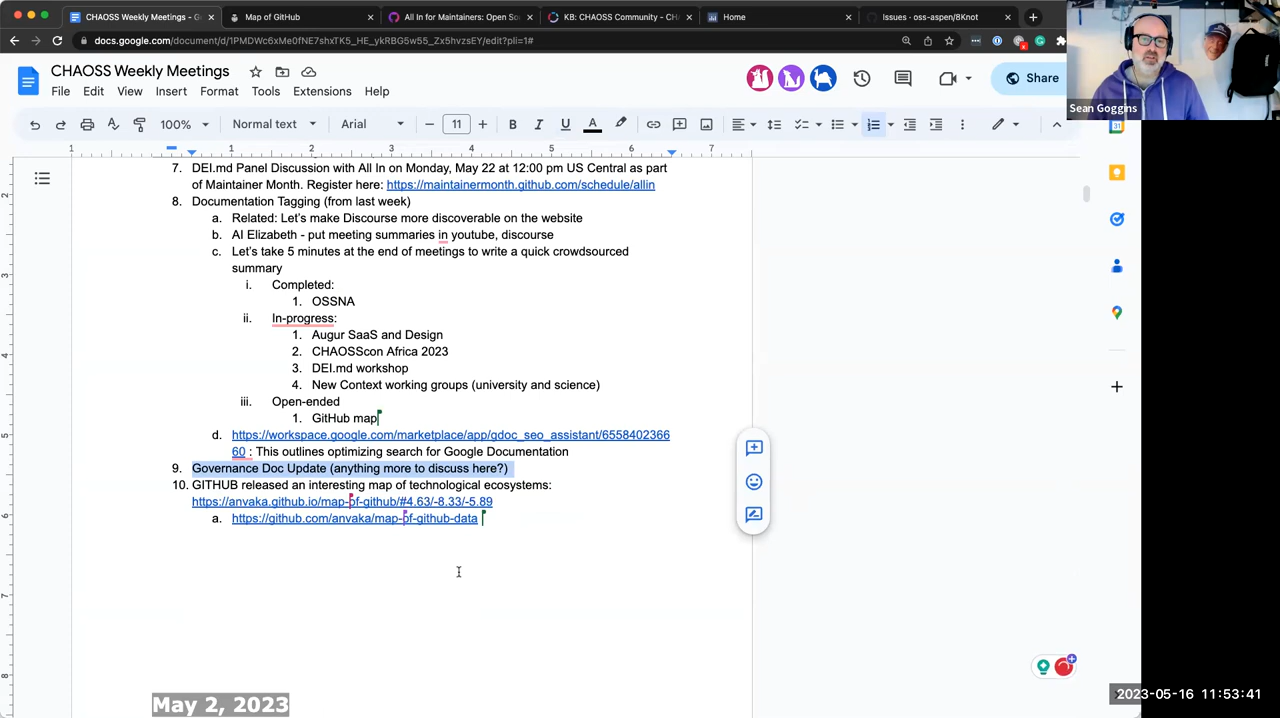 CHAOSS Weekly Meetings - G
Map of GitHub
All In for Maintainers: Open So
KB: CHAOSS Community - CHA
Home
Issues · oss-aspen/8Knot
docs.google.com/document/d/1PMDWc6xMe0fNE7shxTK5_HE_ykRBG5w55_Zx5hvzsEY/edit?pli=1#
CHAOSS Weekly Meetings
File Edit View Insert Format Tools Extensions Help
Share
Sean Goggins
100% Normal text Arial 11
1 1 2 3 4 5 6 7
7. DEI.md Panel Discussion with All In on Monday, May 22 at 12:00 pm US Central as part
of Maintainer Month. Register here: https://maintainermonth.github.com/schedule/allin
8. Documentation Tagging (from last week)
a. Related: Let's make Discourse more discoverable on the website
b. AI Elizabeth - put meeting summaries in youtube, discourse
c. Let's take 5 minutes at the end of meetings to write a quick crowdsourced
summary
i. Completed:
1. OSSNA
ii. In-progress:
1. Augur SaaS and Design
2. CHAOSScon Africa 2023
3. DEI.md workshop
4. New Context working groups (university and science)
iii. Open-ended
1. GitHub map
d. https://workspace.google.com/marketplace/app/gdoc_seo_assistant/6558402366
60 : This outlines optimizing search for Google Documentation
9. Governance Doc Update (anything more to discuss here?)
10. GITHUB released an interesting map of technological ecosystems:
https://anvaka.github.io/map-of-github/#4.63/-8.33/-5.89
a. https://github.com/anvaka/map-of-github-data
May 2, 2023
2023-05-16 11:53:41